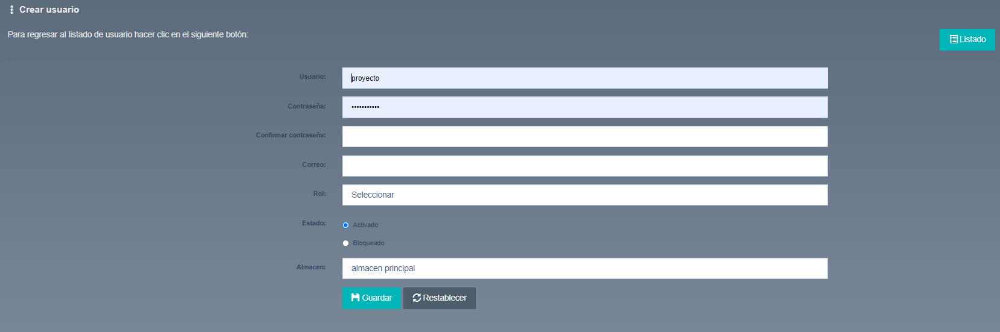 Crear usuario
Para regresar al listado de usuario hacer clic en el siguiente botón:
Listado
Usuario: proyecto
Contraseña: •••••••••••
Confirmar contraseña:
Correo:
Rol: Seleccionar
Estado: Activado
Bloqueado
Almacen: almacen principal
Guardar Restablecer